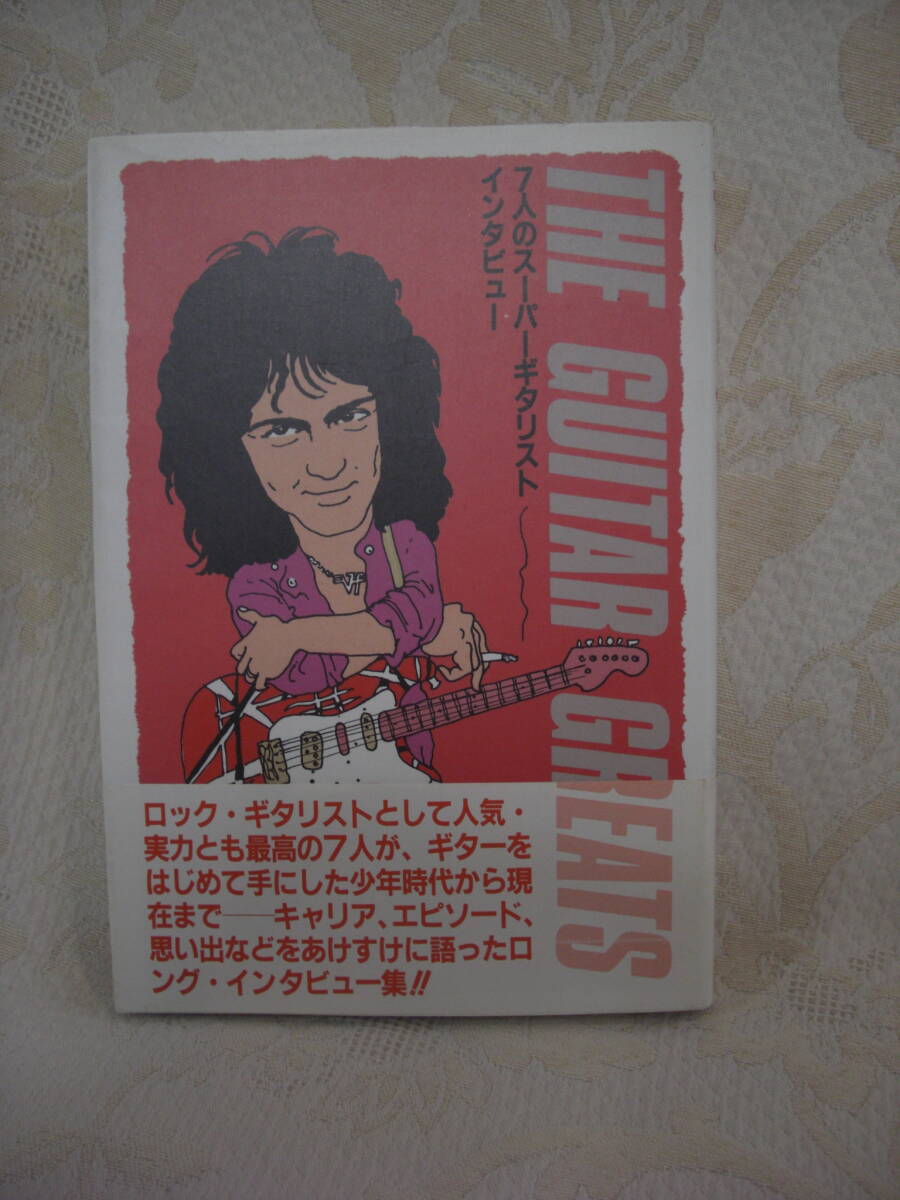 THE GUITAR GREATS
7人のスーパーギタリスト
インタビュー
VH
ロック・ギタリストとして人気・
実力とも最高の7人が、ギターを
はじめて手にした少年時代から現
在まで──キャリア、エピソード、
思い出などをあけすけに語ったロ
ング・インタビュー集!!